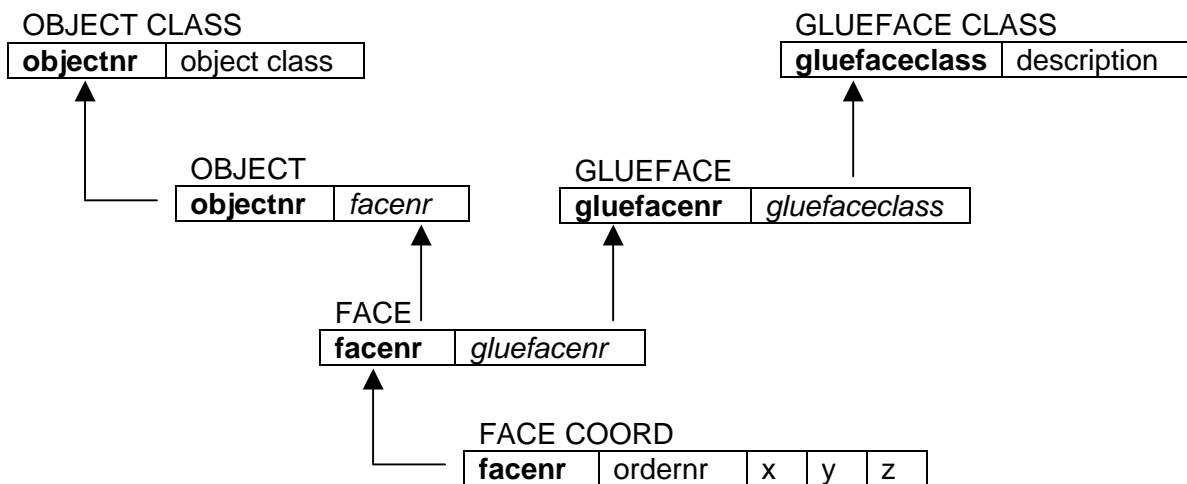 OBJECT CLASS
objectnr object class
GLUEFACE CLASS
gluefaceclass description
OBJECT
objectnr facenr
GLUEFACE
gluefacenr gluefaceclass
FACE
facenr gluefacenr
FACE COORD
facenr ordernr x y z